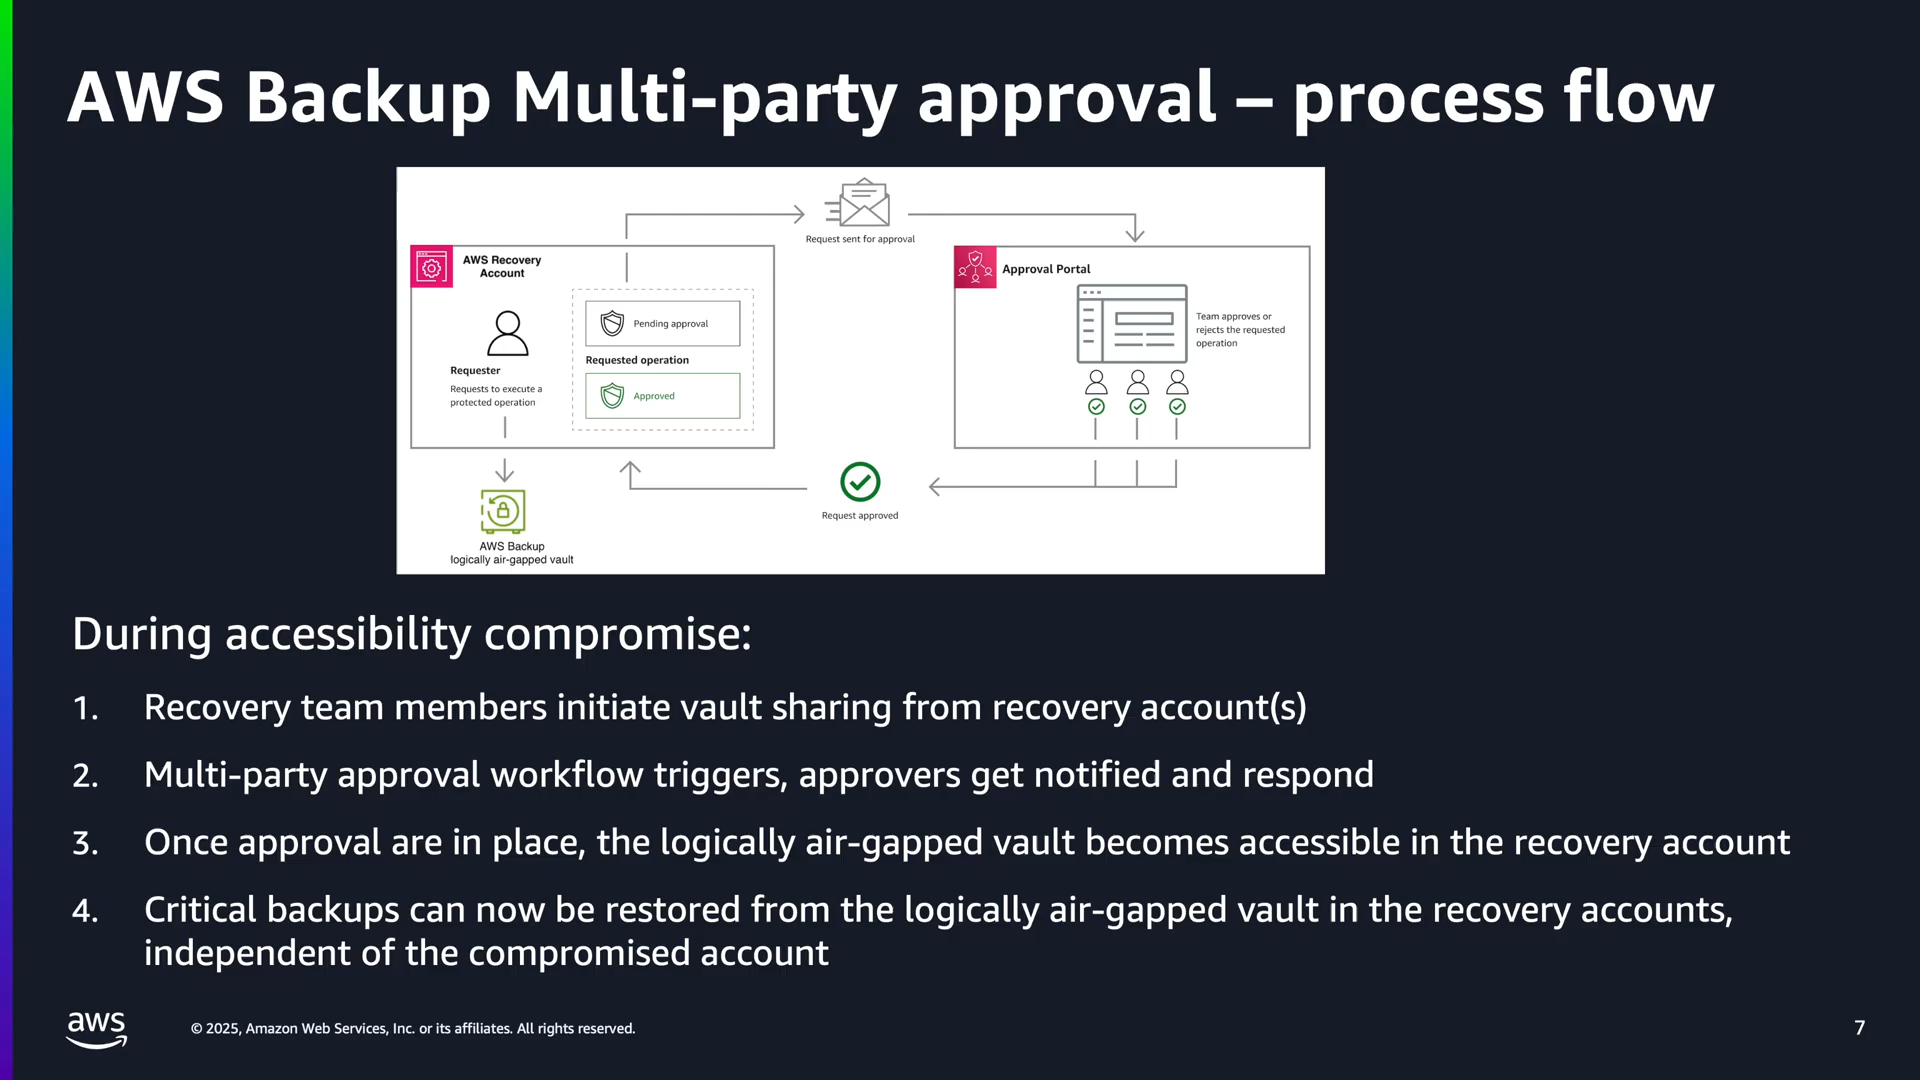 AWS Backup Multi-party approval – process flow
Request sent for approval
AWS Recovery
Account
Pending approval
Requested operation
Approved
Requester
Requests to execute a
protected operation
AWS Backup
logically air-gapped vault
Approval Portal
Team approves or
rejects the requested
operation
Request approved
During accessibility compromise:
1. Recovery team members initiate vault sharing from recovery account(s)
2. Multi-party approval workflow triggers, approvers get notified and respond
3. Once approval are in place, the logically air-gapped vault becomes accessible in the recovery account
4. Critical backups can now be restored from the logically air-gapped vault in the recovery accounts,
independent of the compromised account
aws
© 2025, Amazon Web Services, Inc. or its affiliates. All rights reserved.
7